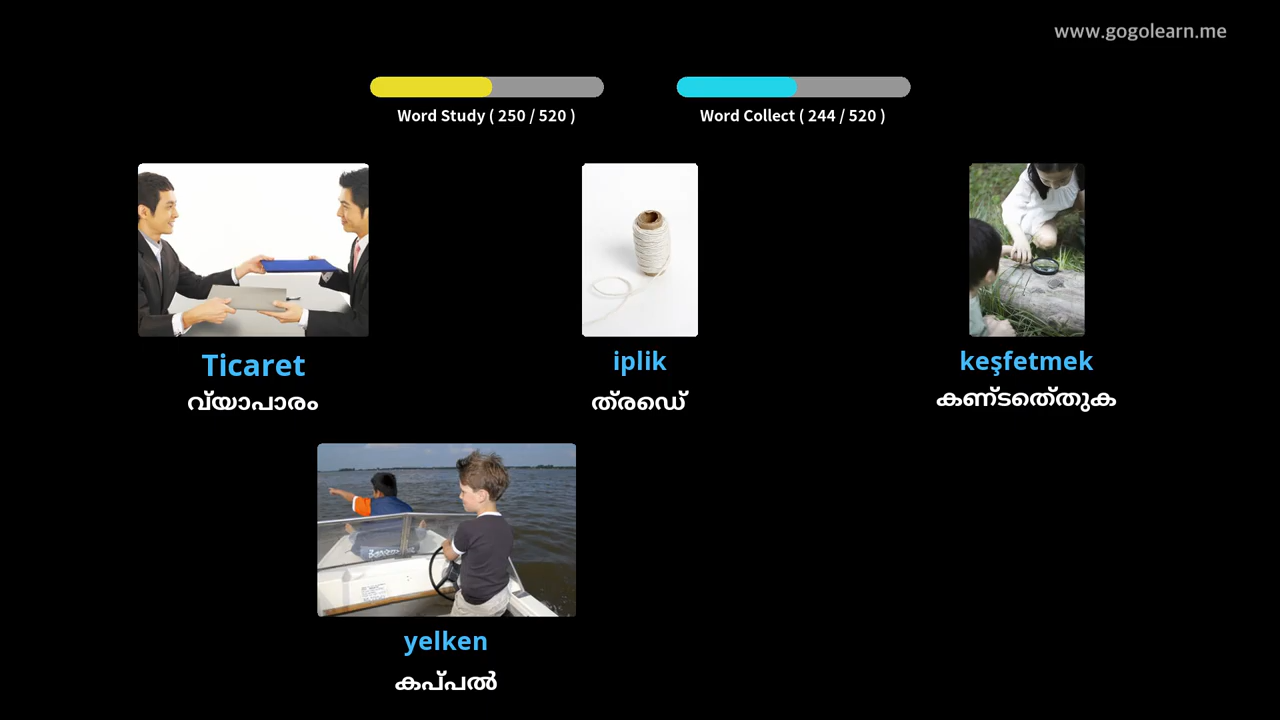 www.gogolearn.me
Word Study ( 250 / 520 )
Word Collect ( 244 / 520 )
Ticaret
വ്യാപാരം
iplik
ത്രെഡ്
keşfetmek
കണ്ടെത്തുക
yelken
കപ്പൽ